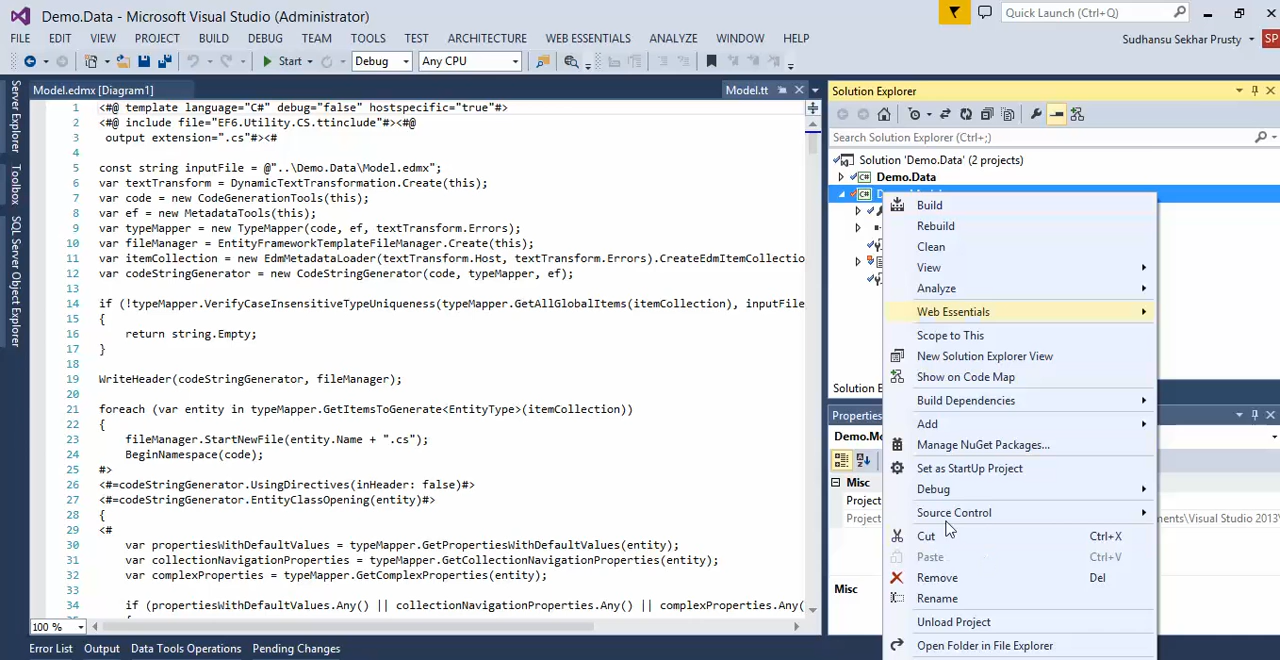 Demo.Data - Microsoft Visual Studio (Administrator)
Quick Launch (Ctrl+Q)
FILE EDIT VIEW PROJECT BUILD DEBUG TEAM TOOLS TEST ARCHITECTURE WEB ESSENTIALS ANALYZE WINDOW HELP
Sudhansu Sekhar Prusty SP
Start Debug Any CPU
Server Explorer
Toolbox
SQL Server Object Explorer
Model.edmx [Diagram1] Model.tt
1 <#@ template language="C#" debug="false" hostspecific="true"#>
2 <#@ include file="EF6.Utility.CS.ttinclude"#><#@
3 output extension=".cs"#><#
4
5 const string inputFile = @"..\Demo.Data\Model.edmx";
6 var textTransform = DynamicTextTransformation.Create(this);
7 var code = new CodeGenerationTools(this);
8 var ef = new MetadataTools(this);
9 var typeMapper = new TypeMapper(code, ef, textTransform.Errors);
10 var fileManager = EntityFrameworkTemplateFileManager.Create(this);
11 var itemCollection = new EdmMetadataLoader(textTransform.Host, textTransform.Errors).CreateEdmItemCollectio
12 var codeStringGenerator = new CodeStringGenerator(code, typeMapper, ef);
13
14 if (!typeMapper.VerifyCaseInsensitiveTypeUniqueness(typeMapper.GetAllGlobalItems(itemCollection), inputFile
15 {
16 return string.Empty;
17 }
18
19 WriteHeader(codeStringGenerator, fileManager);
20
21 foreach (var entity in typeMapper.GetItemsToGenerate<EntityType>(itemCollection))
22 {
23 fileManager.StartNewFile(entity.Name + ".cs");
24 BeginNamespace(code);
25 #>
26 <#=codeStringGenerator.UsingDirectives(inHeader: false)#>
27 <#=codeStringGenerator.EntityClassOpening(entity)#>
28 {
29 <#
30 var propertiesWithDefaultValues = typeMapper.GetPropertiesWithDefaultValues(entity);
31 var collectionNavigationProperties = typeMapper.GetCollectionNavigationProperties(entity);
32 var complexProperties = typeMapper.GetComplexProperties(entity);
33
34 if (propertiesWithDefaultValues.Any() || collectionNavigationProperties.Any() || complexProperties.Any(
100 %
Error List Output Data Tools Operations Pending Changes
Solution Explorer
Search Solution Explorer (Ctrl+;)
Solution 'Demo.Data' (2 projects)
C# Demo.Data
C#
Build
Rebuild
Clean
View
Analyze
Web Essentials
Scope to This
New Solution Explorer View
Show on Code Map
Build Dependencies
Add
Manage NuGet Packages...
Set as StartUp Project
Debug
Source Control
Cut Ctrl+X
Paste Ctrl+V
Remove Del
Rename
Unload Project
Open Folder in File Explorer
Solution E
Properties
Demo.Mo
Misc
Project
Project ents\Visual Studio 2013\
Misc